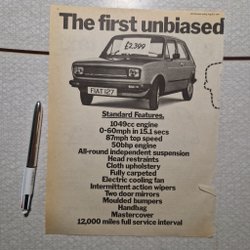 The first unbiased
£2,399
FIAT 127
Standard Features.
1049cc engine
0-60mph in 15.1 secs
87mph top speed
50bhp engine
All-round independent suspension
Head restraints
Cloth upholstery
Fully carpeted
Electric cooling fan
Intermittent action wipers
Two door mirrors
Moulded bumpers
Handbag
Mastercover
12,000 miles full service interval